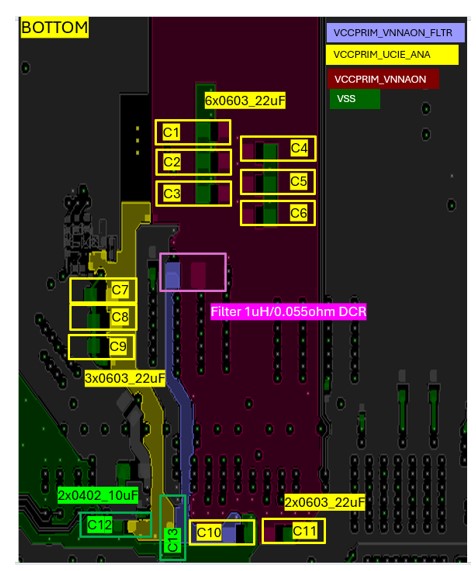 BOTTOM
VCCPRIM_VNNAON_FLTR
VCCPRIM_UCIE_ANA
VCCPRIM_VNNAON
VSS
6x0603_22uF
C1
C4
C2
C5
C3
C6
Filter 1uH/0.055ohm DCR
C7
C8
C9
3x0603_22uF
2x0402_10uF
2x0603_22uF
C12
C13
C10
C11